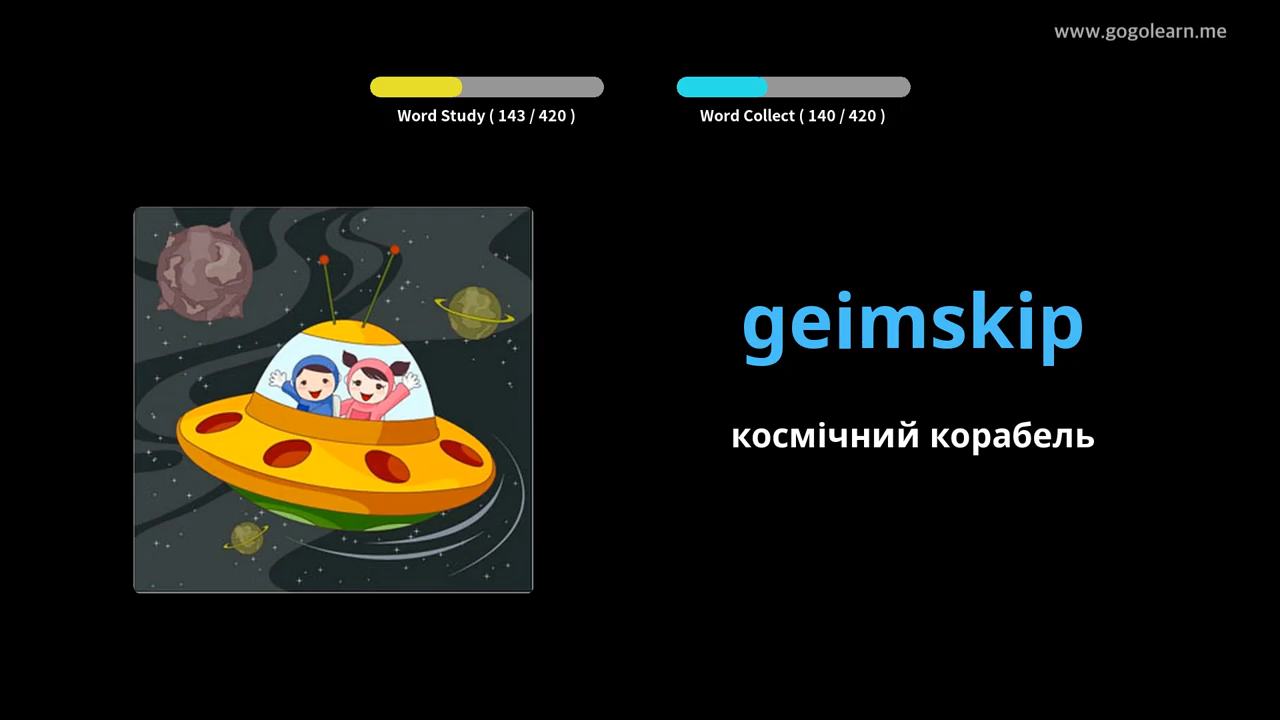 www.gogolearn.me
Word Study ( 143 / 420 )
Word Collect ( 140 / 420 )
geimskip
космічний корабель